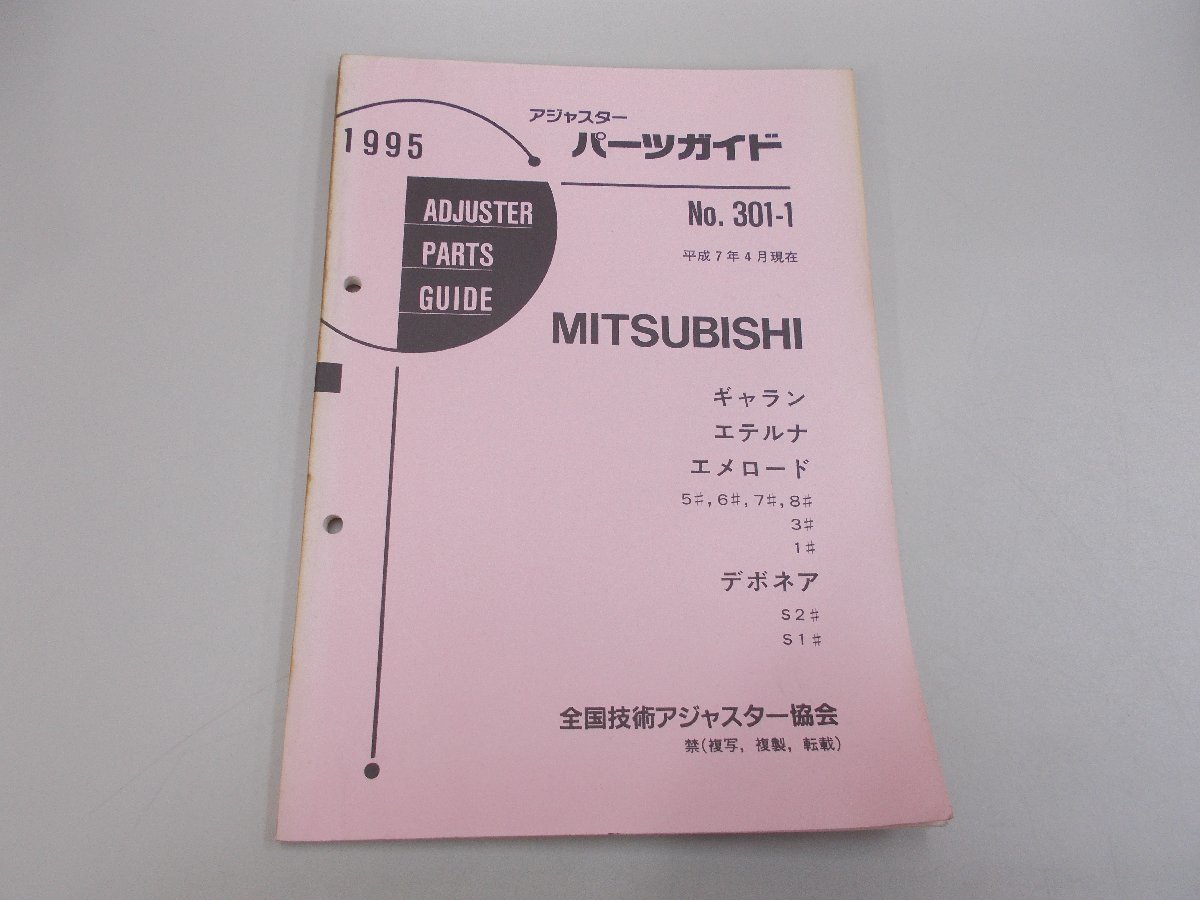 1995
アジャスター
パーツガイド
ADJUSTER
PARTS
GUIDE
No. 301-1
平成7年4月現在
MITSUBISHI
ギャラン
エテルナ
エメロード
5♯,6♯,7♯,8♯
3♯
1♯
デボネア
S2♯
S1♯
全国技術アジャスター協会
禁(複写,複製,転載)